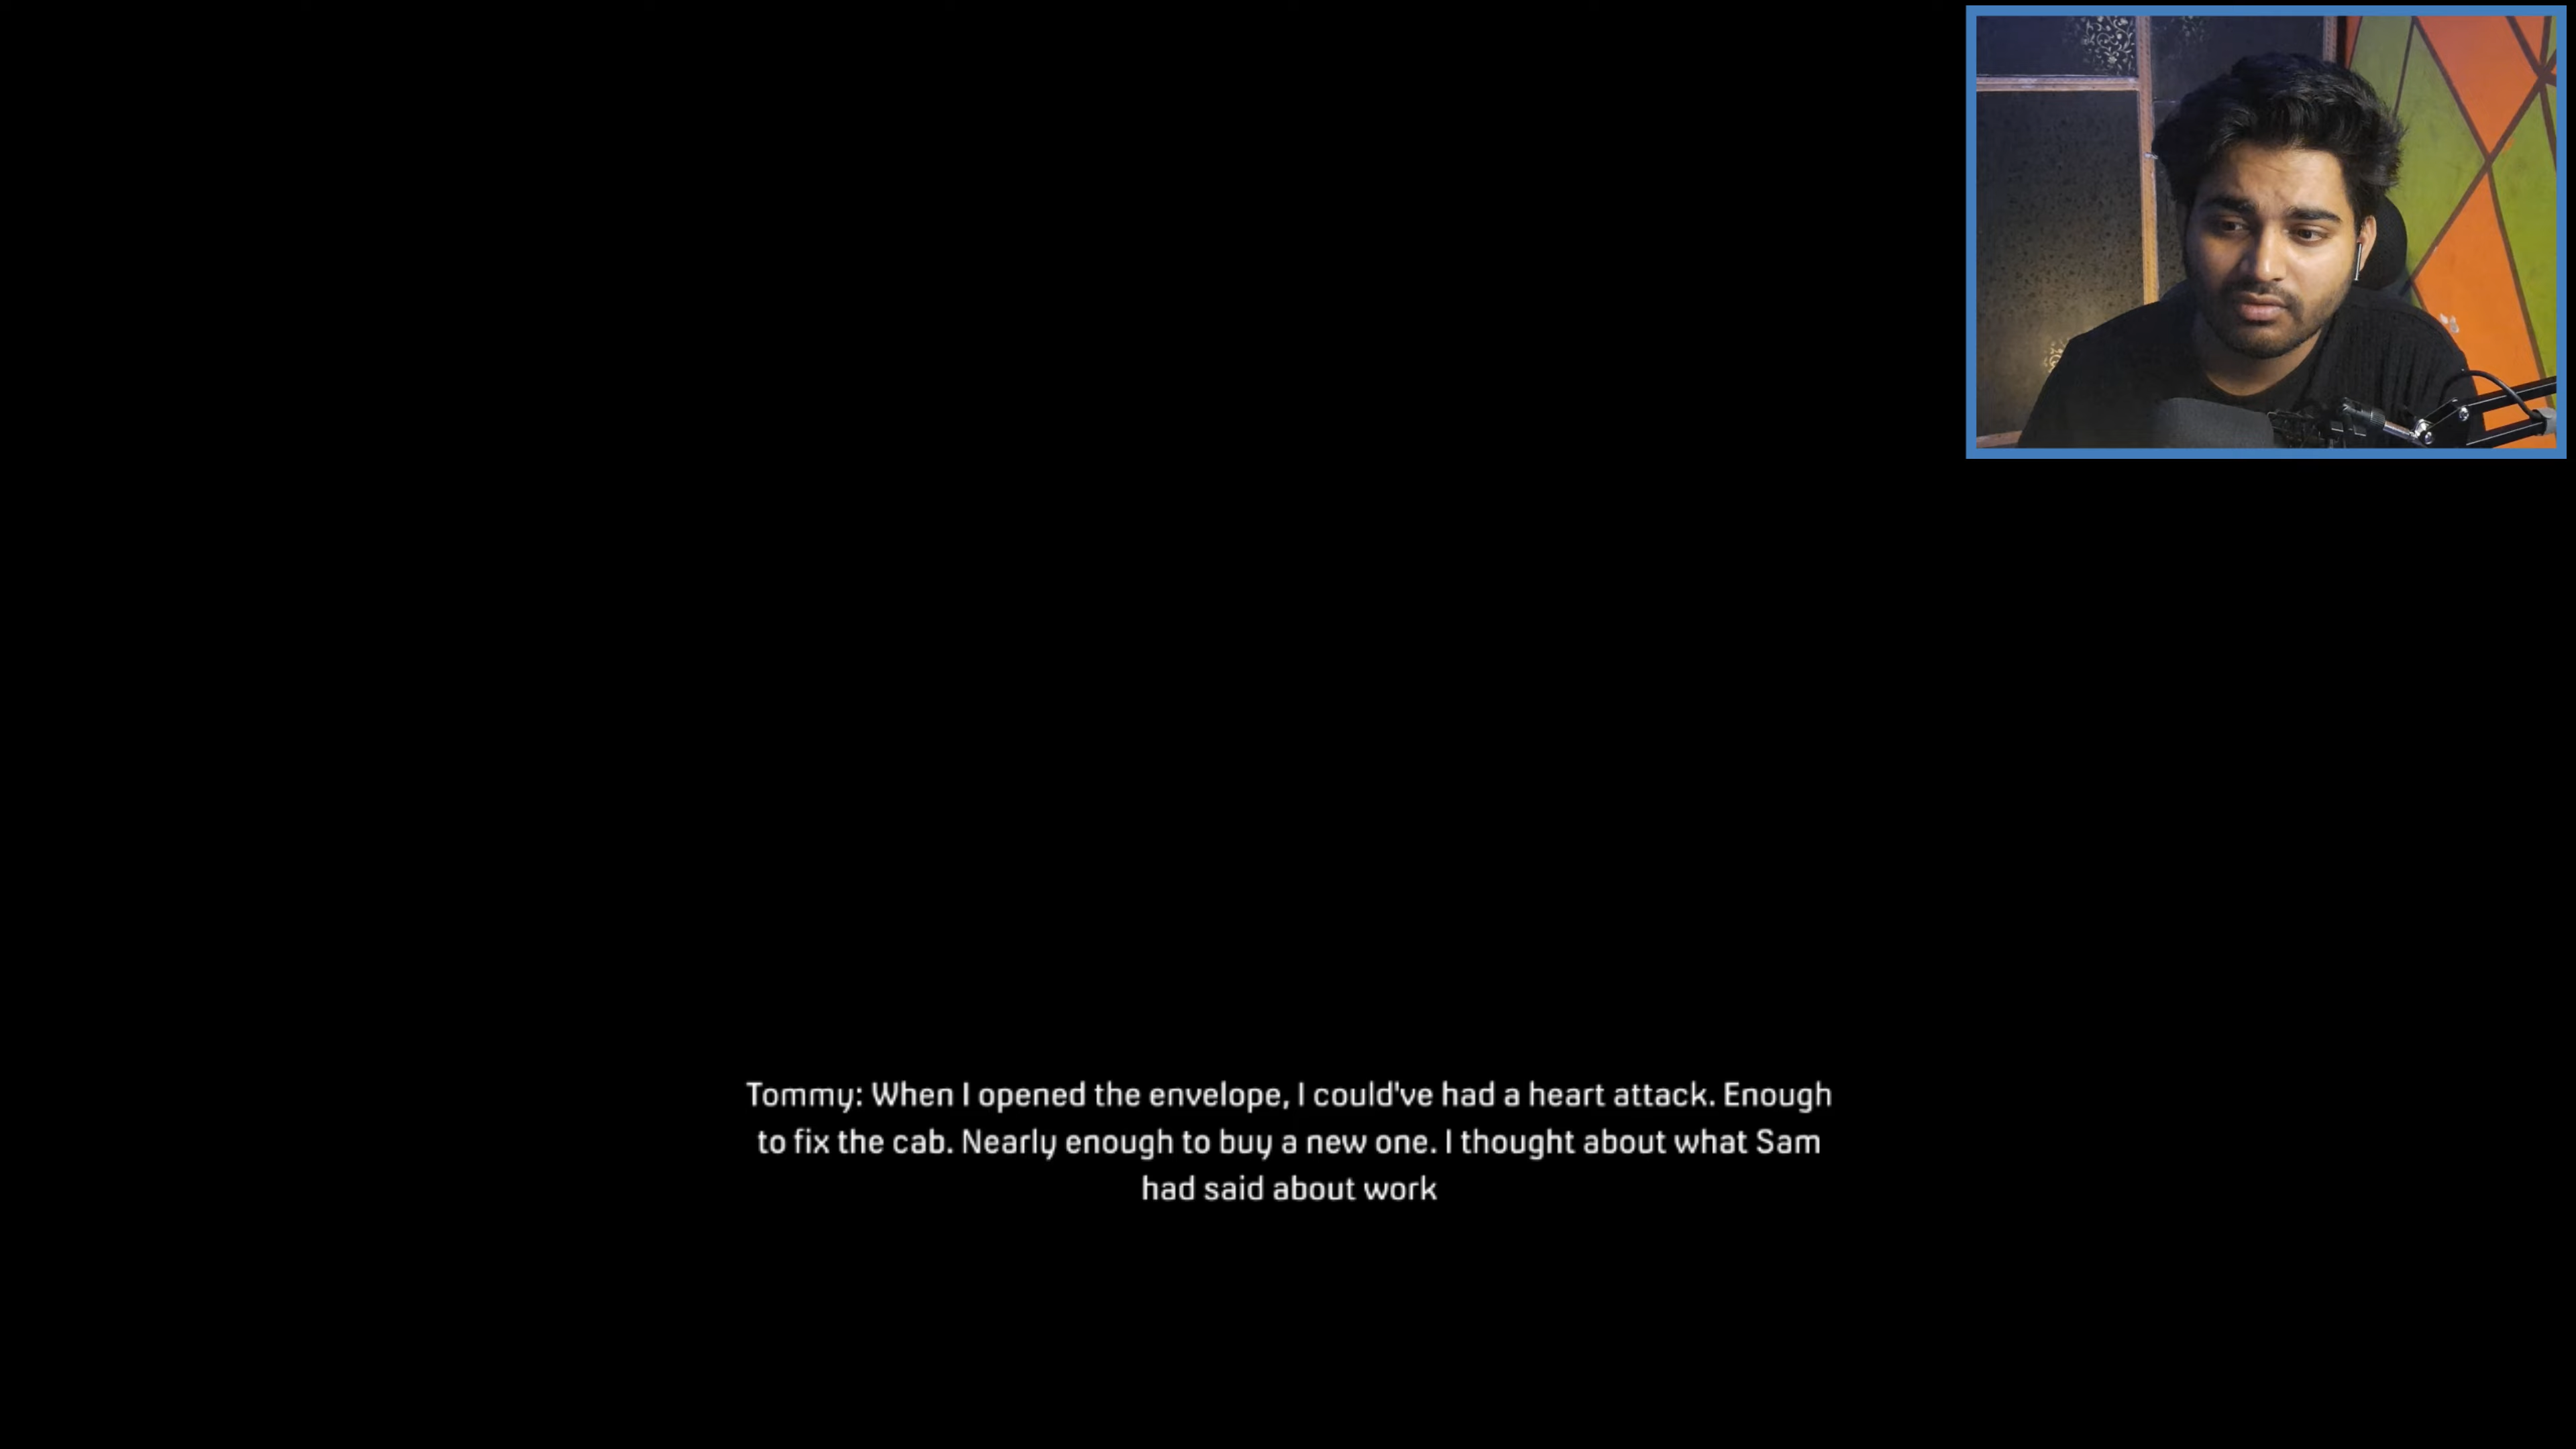 Tommy: When I opened the envelope, I could've had a heart attack. Enough
to fix the cab. Nearly enough to buy a new one. I thought about what Sam
had said about work